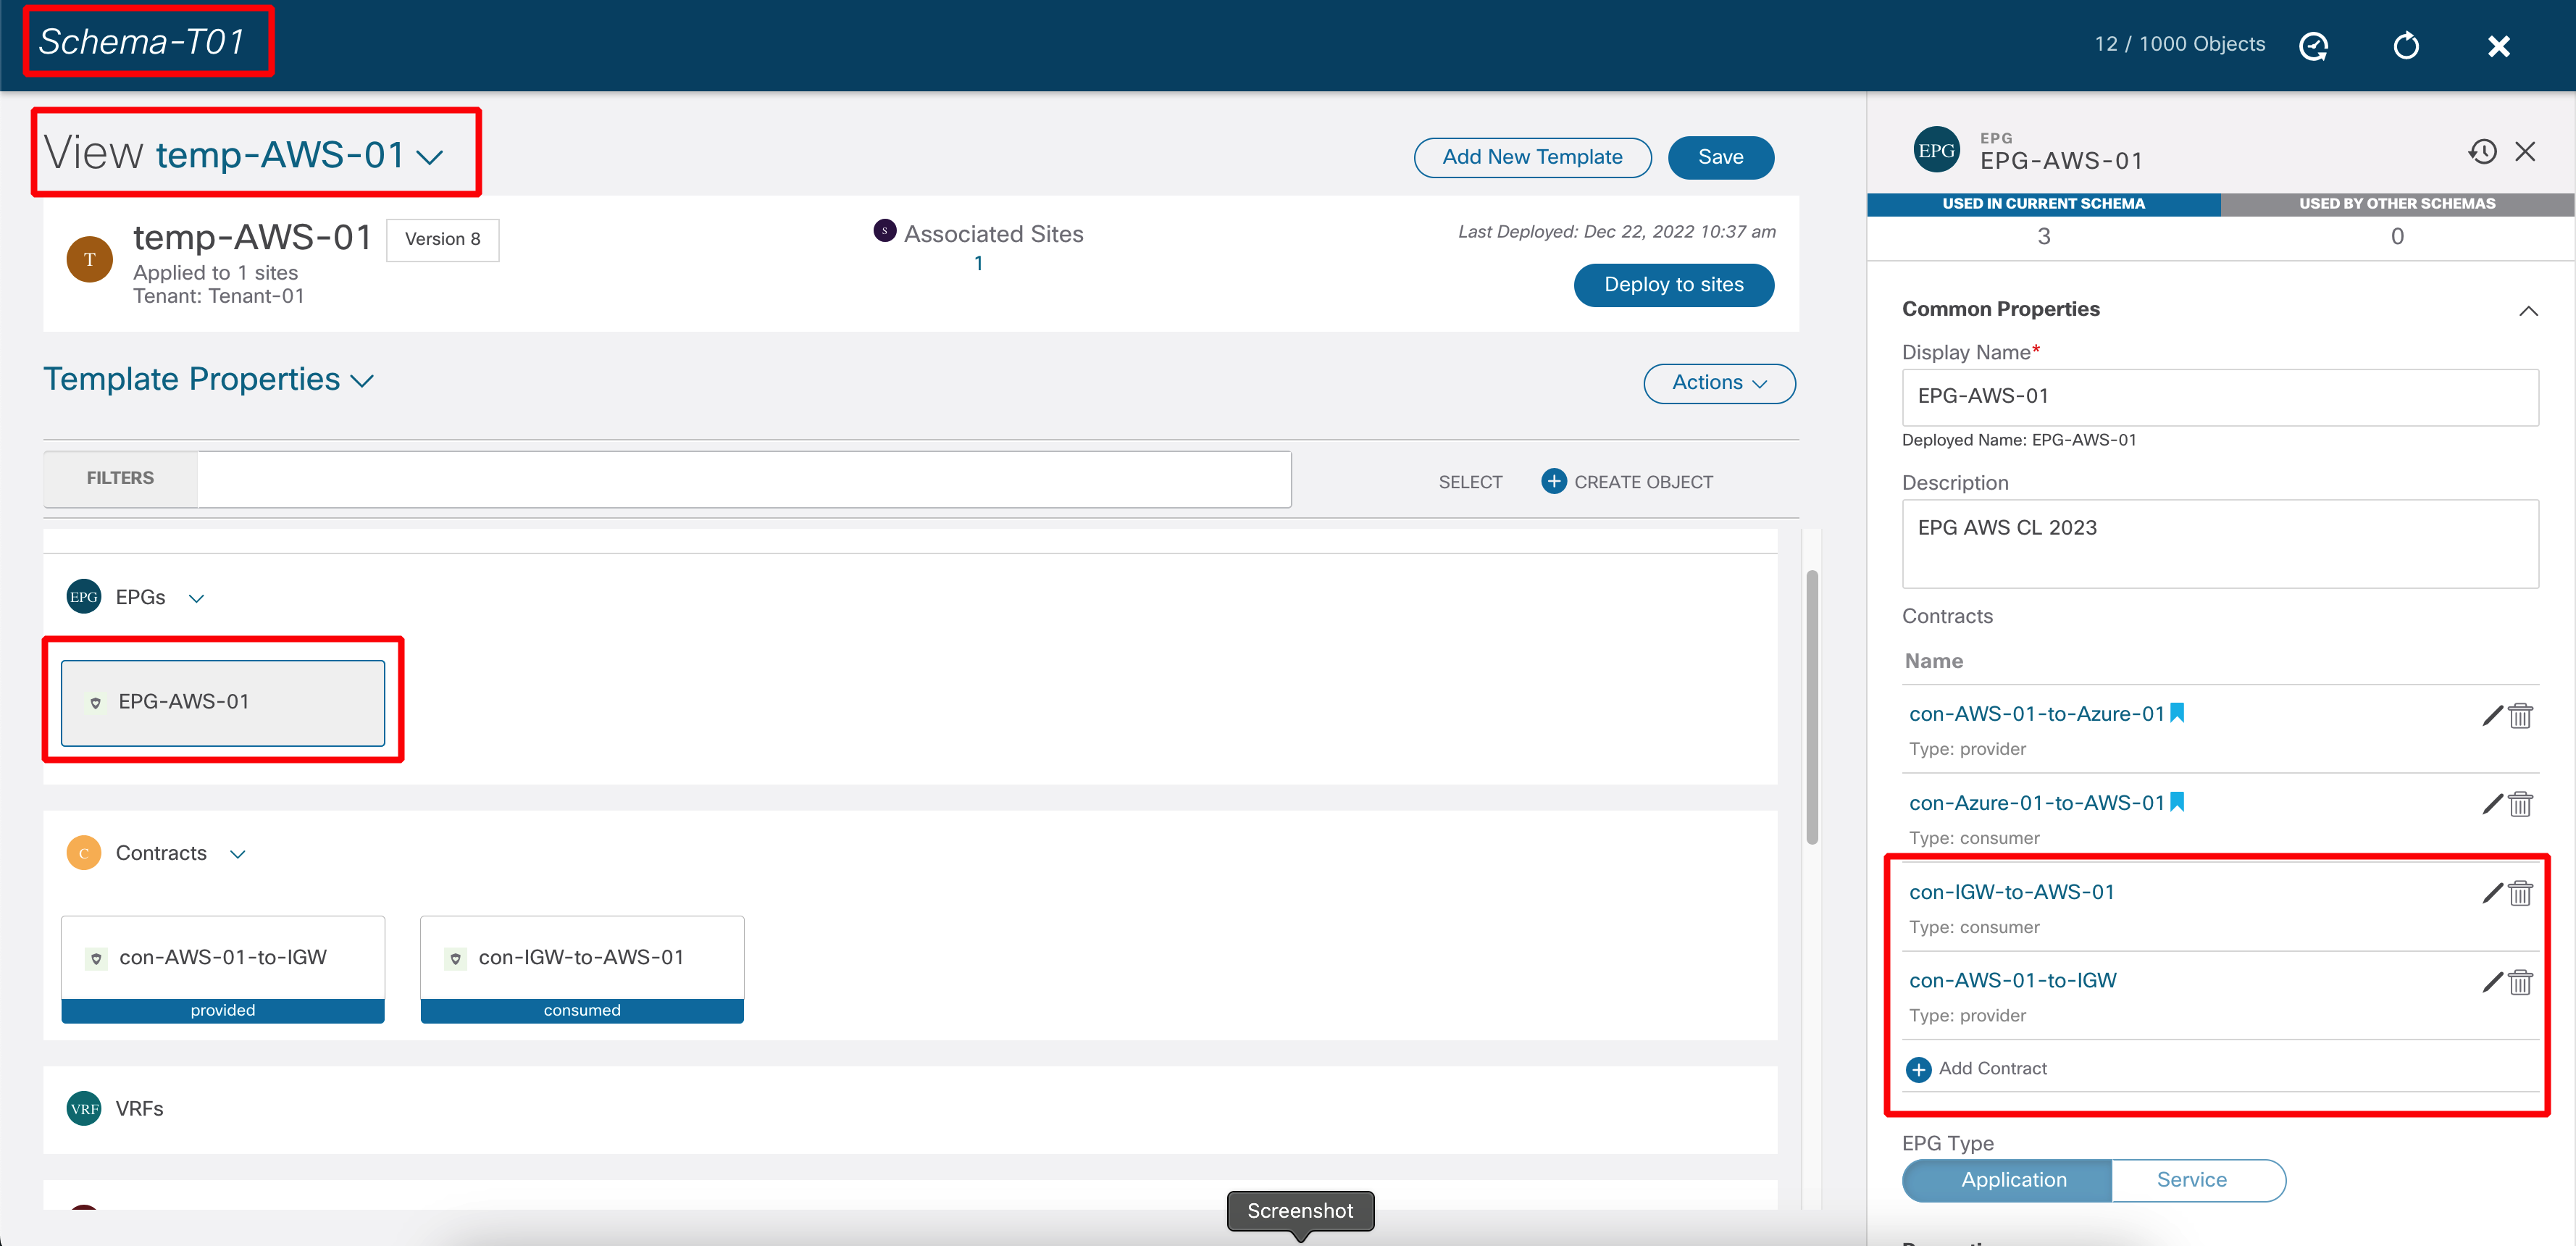 Schema-T01
12 / 1000 Objects
View temp-AWS-01
Add New Template
Save
T
temp-AWS-01
Version 8
Applied to 1 sites
Tenant: Tenant-01
S
Associated Sites
1
Last Deployed: Dec 22, 2022 10:37 am
Deploy to sites
Template Properties
Actions
FILTERS
SELECT
CREATE OBJECT
EPG
EPGs
EPG-AWS-01
C
Contracts
con-AWS-01-to-IGW
provided
con-IGW-to-AWS-01
consumed
VRF
VRFs
Screenshot
EPG
EPG
EPG-AWS-01
USED IN CURRENT SCHEMA
USED BY OTHER SCHEMAS
3
0
Common Properties
Display Name*
EPG-AWS-01
Deployed Name: EPG-AWS-01
Description
EPG AWS CL 2023
Contracts
Name
con-AWS-01-to-Azure-01
Type: provider
con-Azure-01-to-AWS-01
Type: consumer
con-IGW-to-AWS-01
Type: consumer
con-AWS-01-to-IGW
Type: provider
Add Contract
EPG Type
Application
Service